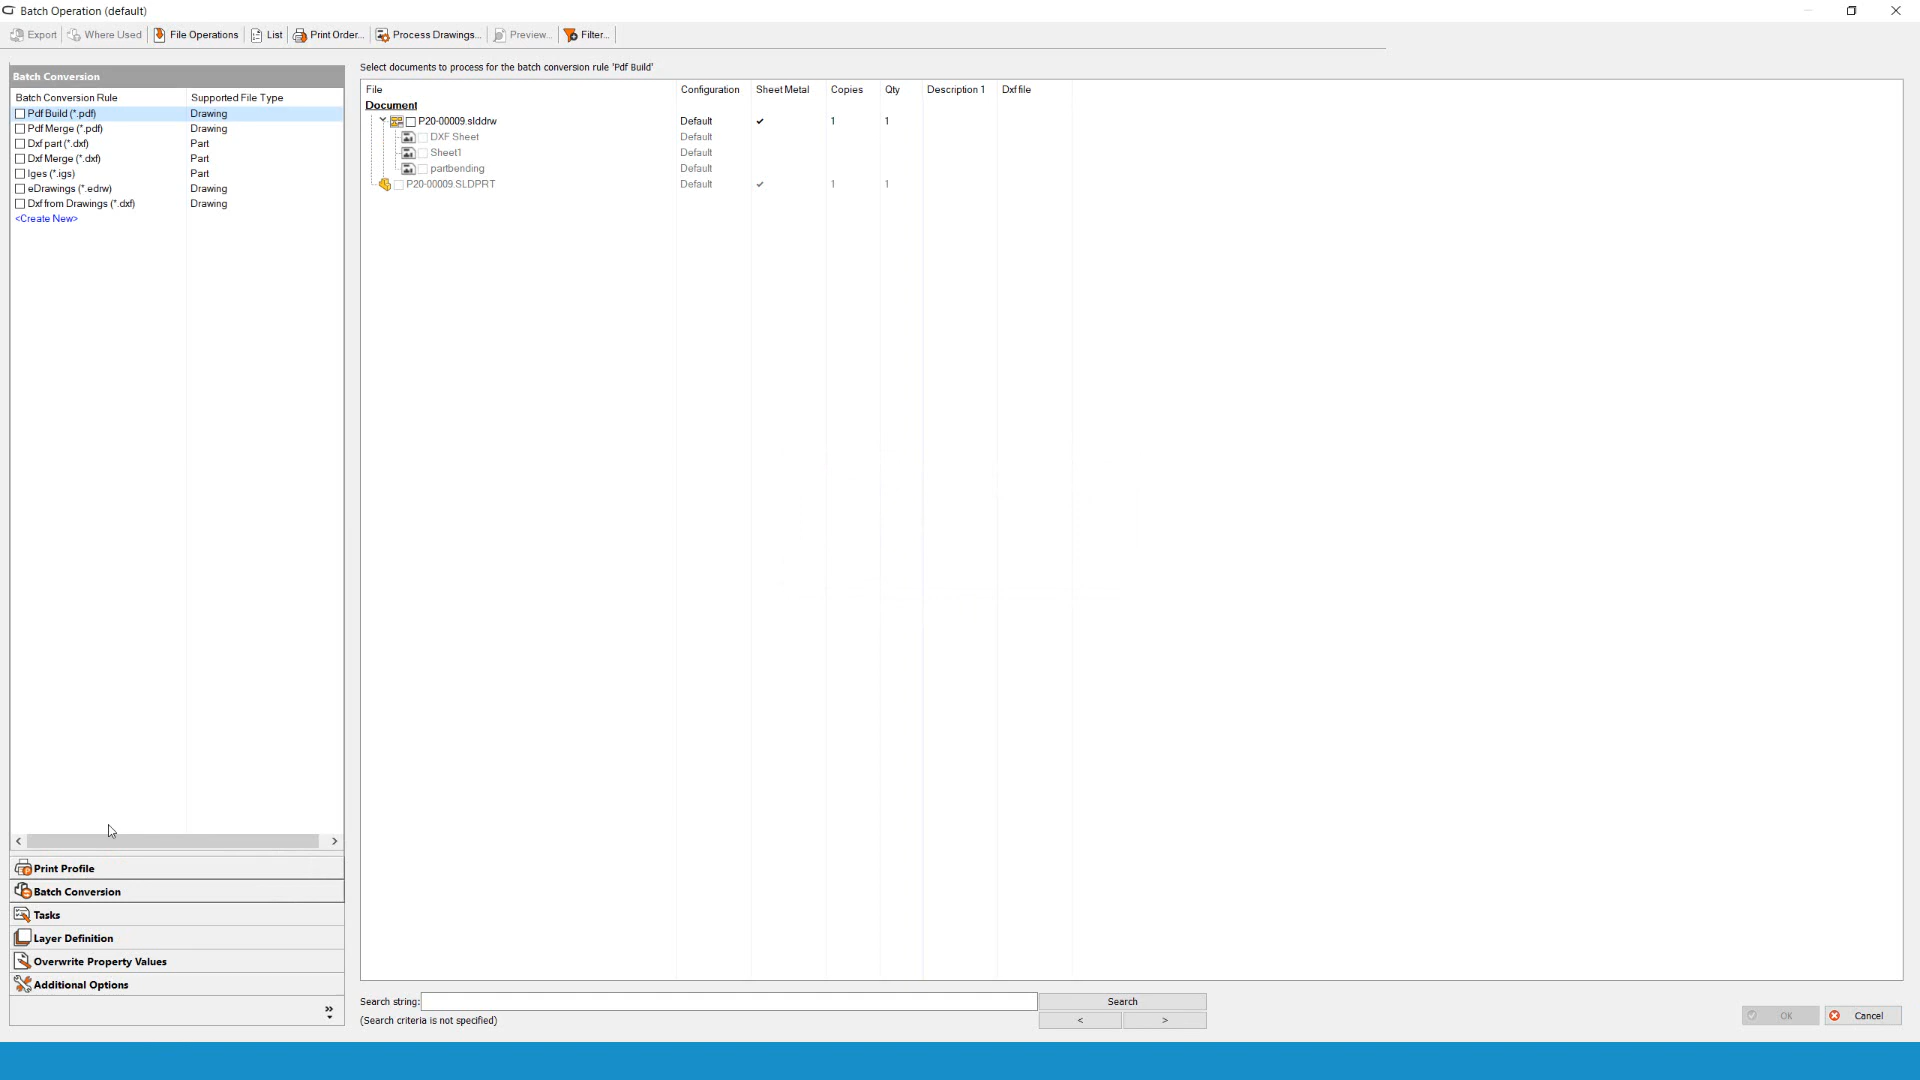 Batch Operation (default)
Export Where Used File Operations List Print Order... Process Drawings... Preview... Filter...
Batch Conversion
Batch Conversion Rule Supported File Type
Pdf Build (*.pdf) Drawing
Pdf Merge (*.pdf) Drawing
Dxf part (*.dxf) Part
Dxf Merge (*.dxf) Part
Iges (*.igs) Part
eDrawings (*.edrw) Drawing
Dxf from Drawings (*.dxf) Drawing
<Create New>
Print Profile
Batch Conversion
Tasks
Layer Definition
Overwrite Property Values
Additional Options
Select documents to process for the batch conversion rule 'Pdf Build'
File Configuration Sheet Metal Copies Qty Description 1 Dxf file
Document
P20-00009.slddrw Default 1 1
DXF Sheet Default
Sheet1 Default
partbending Default
P20-00009.SLDPRT Default 1 1
Search string: Search
(Search criteria is not specified) < >
OK Cancel